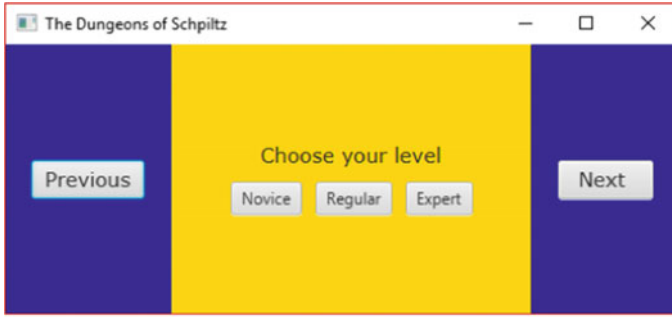 The Dungeons of Schpiltz
Choose your level
Previous
Novice Regular Expert
Next